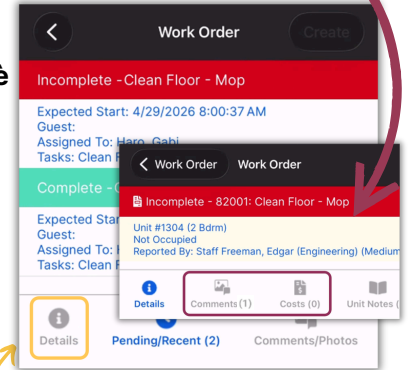 Work Order
Create
è
Incomplete -Clean Floor - Mop
Expected Start: 4/29/2026 8:00:37 AM
Guest:
Assigned To: Haro, Gabi
Tasks: Clean
Complete -
Expected Star
Guest:
Assigned To:
Tasks: Clean
Details
Pending/Recent (2)
Comments/Photos
Work Order
Work Order
Incomplete - 82001: Clean Floor - Mop
Unit #1304 (2 Bdrm)
Not Occupied
Reported By: Staff Freeman, Edgar (Engineering) (Medium
Details
Comments (1)
Costs (0)
Unit Notes (